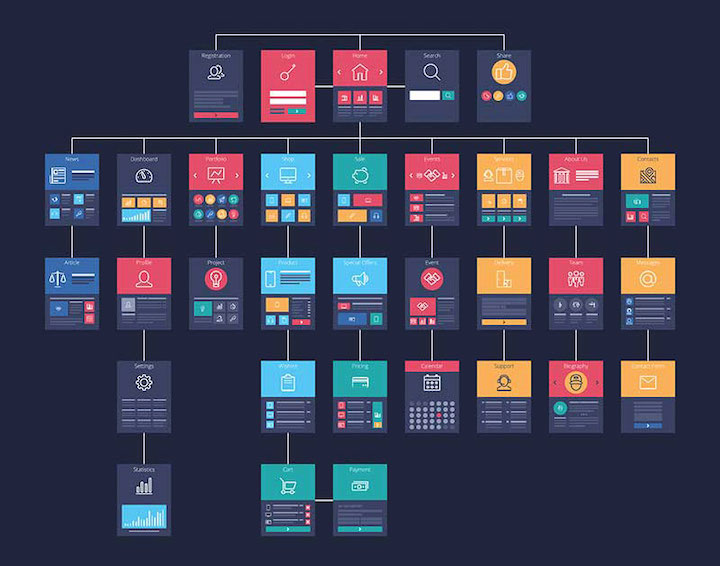 Registration
Login
Home
Search
Share
News
Dashboard
Portfolio
Shop
Sale
Events
Services
About Us
Contacts
Article
Profile
Project
Product
Special Offers
Event
Delivery
Team
Messages
Settings
Wishlist
Pricing
Calendar
Support
Biography
Contact Form
Statistics
Cart
Payment